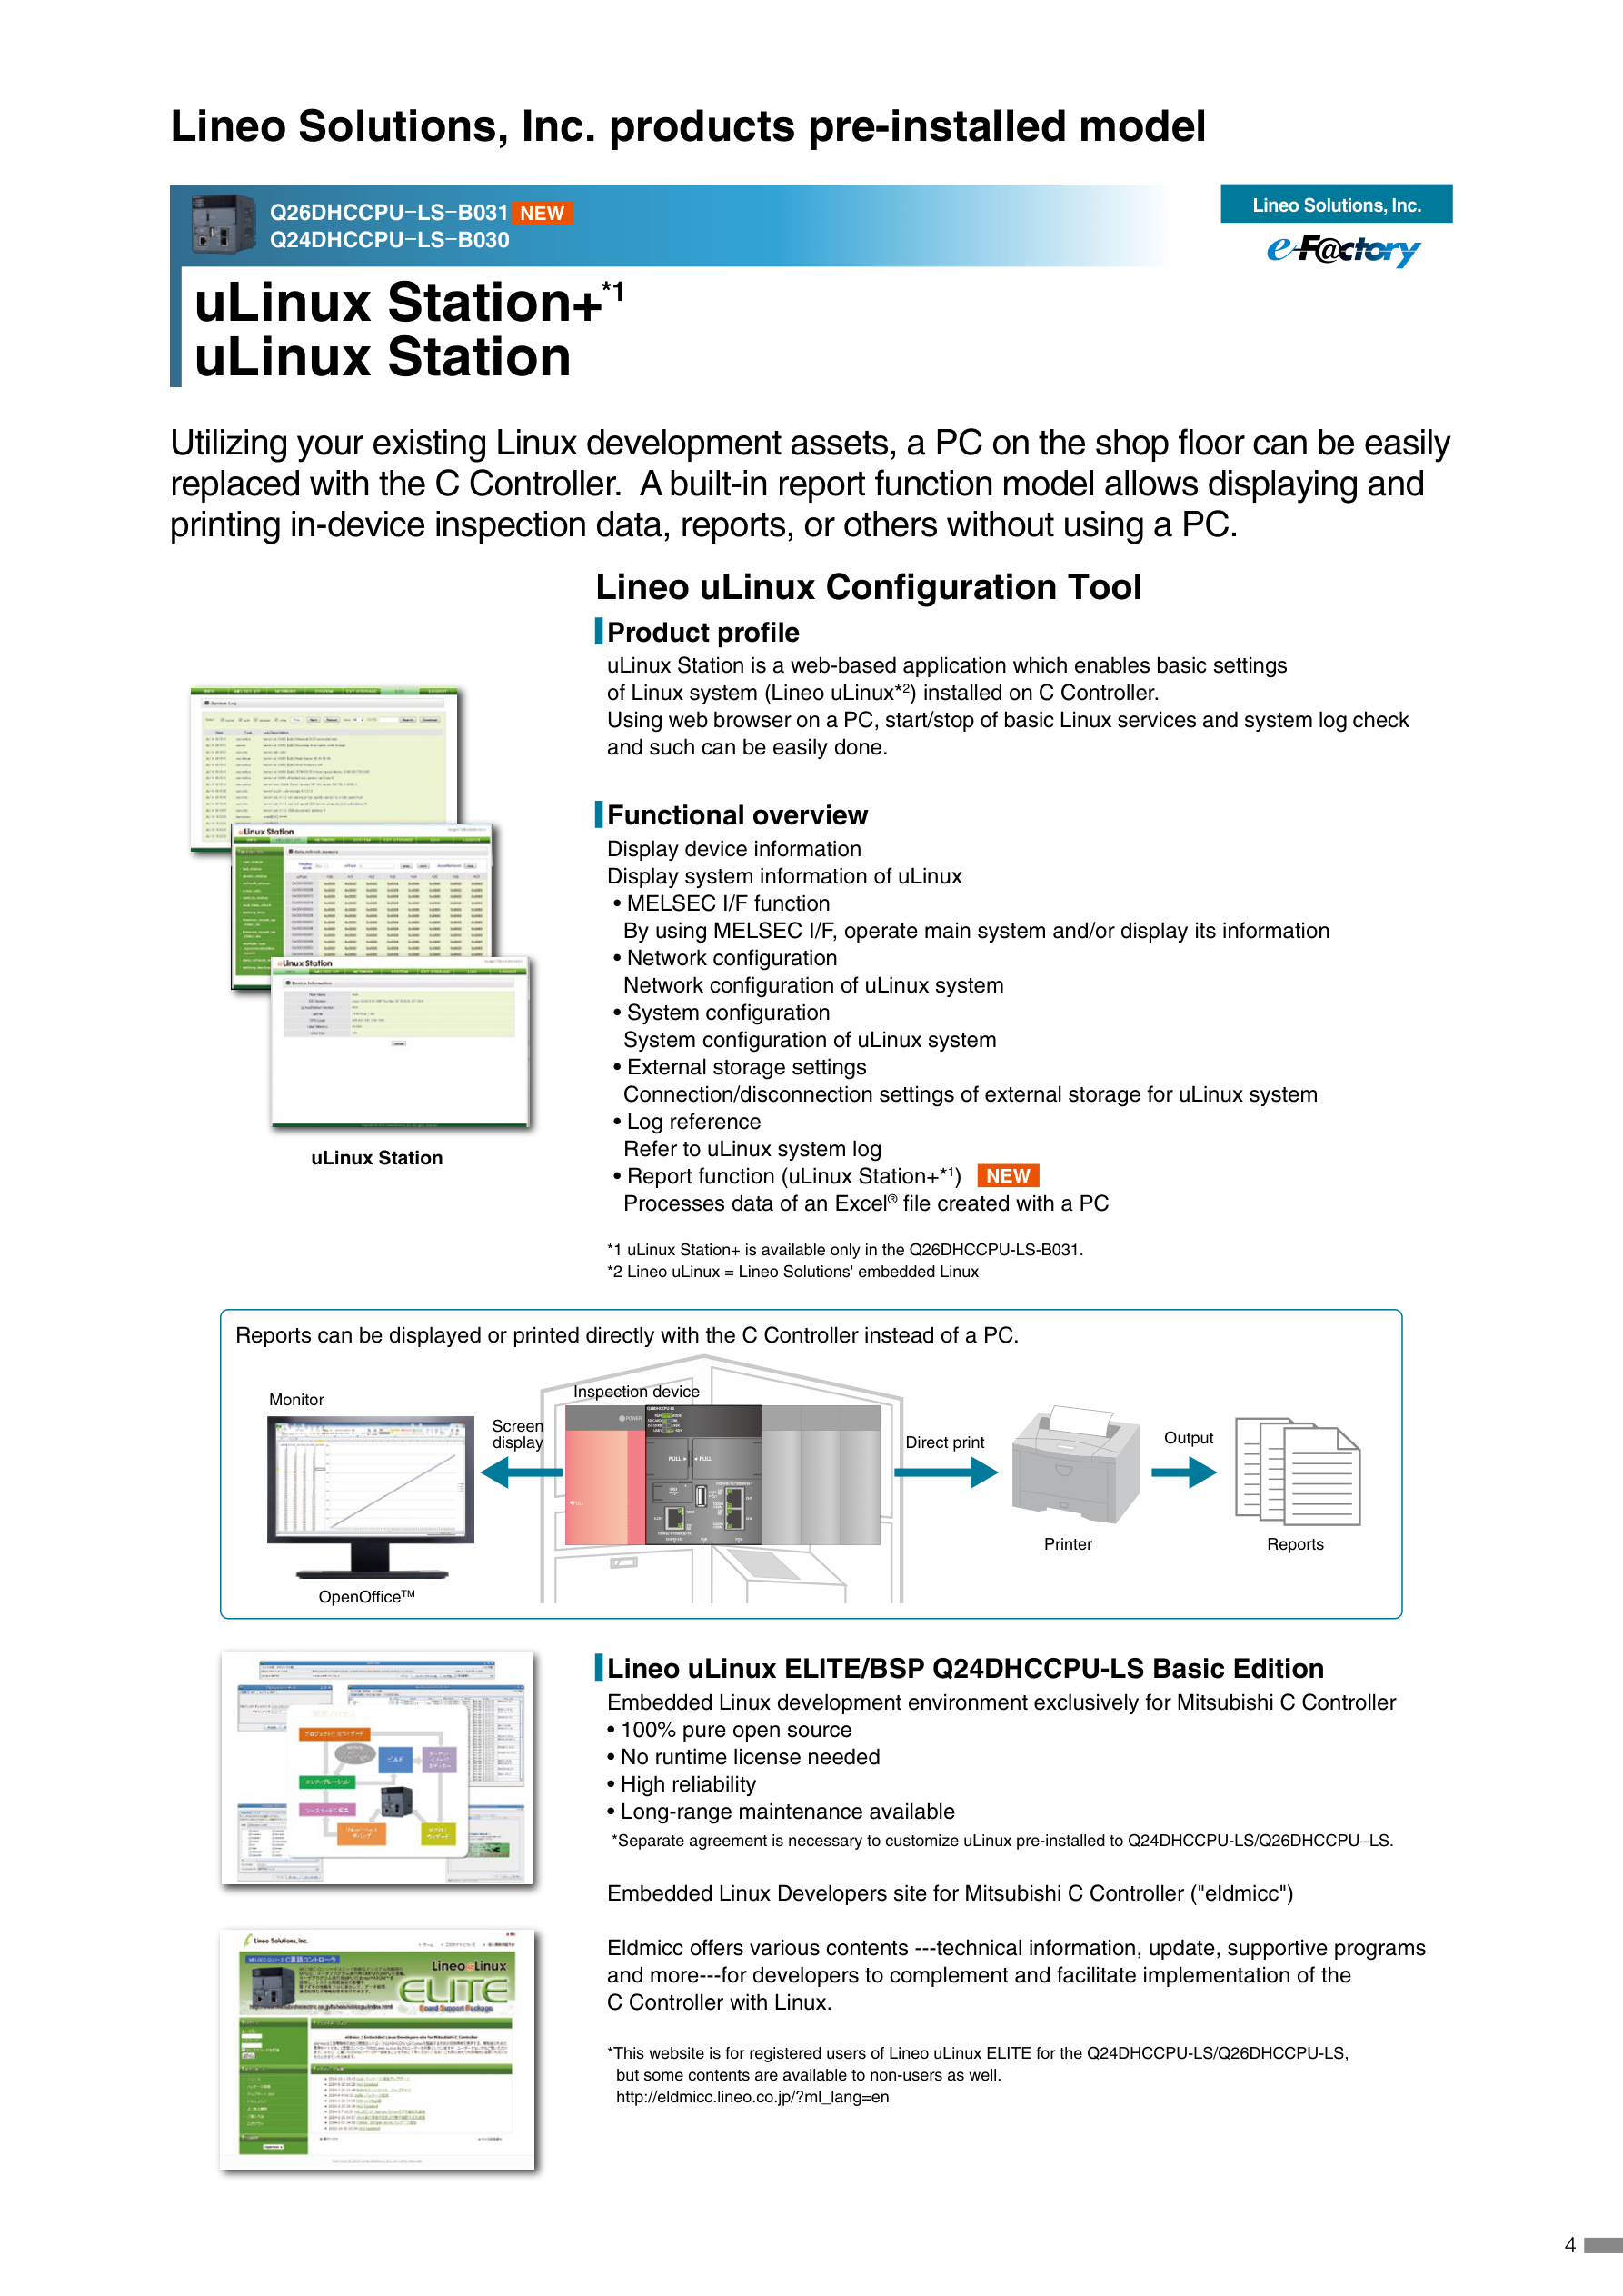 Lineo Solutions, Inc. products pre-installed model
Q26DHCCPU-LS-B031 NEW
Q24DHCCPU-LS-B030
Lineo Solutions, Inc.
e-F@ctory
uLinux Station+*1
uLinux Station
Utilizing your existing Linux development assets, a PC on the shop floor can be easily
replaced with the C Controller. A built-in report function model allows displaying and
printing in-device inspection data, reports, or others without using a PC.
Lineo uLinux Configuration Tool
Product profile
uLinux Station is a web-based application which enables basic settings
of Linux system (Lineo uLinux*2) installed on C Controller.
Using web browser on a PC, start/stop of basic Linux services and system log check
and such can be easily done.
Functional overview
Display device information
Display system information of uLinux
• MELSEC I/F function
By using MELSEC I/F, operate main system and/or display its information
• Network configuration
Network configuration of uLinux system
• System configuration
System configuration of uLinux system
• External storage settings
Connection/disconnection settings of external storage for uLinux system
• Log reference
Refer to uLinux system log
• Report function (uLinux Station+*1) NEW
Processes data of an Excel® file created with a PC
*1 uLinux Station+ is available only in the Q26DHCCPU-LS-B031.
*2 Lineo uLinux = Lineo Solutions' embedded Linux
System Log
uLinux Station
uLinux Station
Device Information
uLinux Station
Reports can be displayed or printed directly with the C Controller instead of a PC.
Monitor
Screen
display
Inspection device
POWER
PULL
PULL
PULL
Direct print
Output
Printer
Reports
OpenOffice™
Lineo uLinux ELITE/BSP Q24DHCCPU-LS Basic Edition
Embedded Linux development environment exclusively for Mitsubishi C Controller
• 100% pure open source
• No runtime license needed
• High reliability
• Long-range maintenance available
*Separate agreement is necessary to customize uLinux pre-installed to Q24DHCCPU-LS/Q26DHCCPU–LS.
Embedded Linux Developers site for Mitsubishi C Controller ("eldmicc")
Eldmicc offers various contents ---technical information, update, supportive programs
and more---for developers to complement and facilitate implementation of the
C Controller with Linux.
*This website is for registered users of Lineo uLinux ELITE for the Q24DHCCPU-LS/Q26DHCCPU-LS,
but some contents are available to non-users as well.
http://eldmicc.lineo.co.jp/?ml_lang=en
Lineo Solutions, Inc.
Lineo uLinux
ELITE
Board Support Package
4